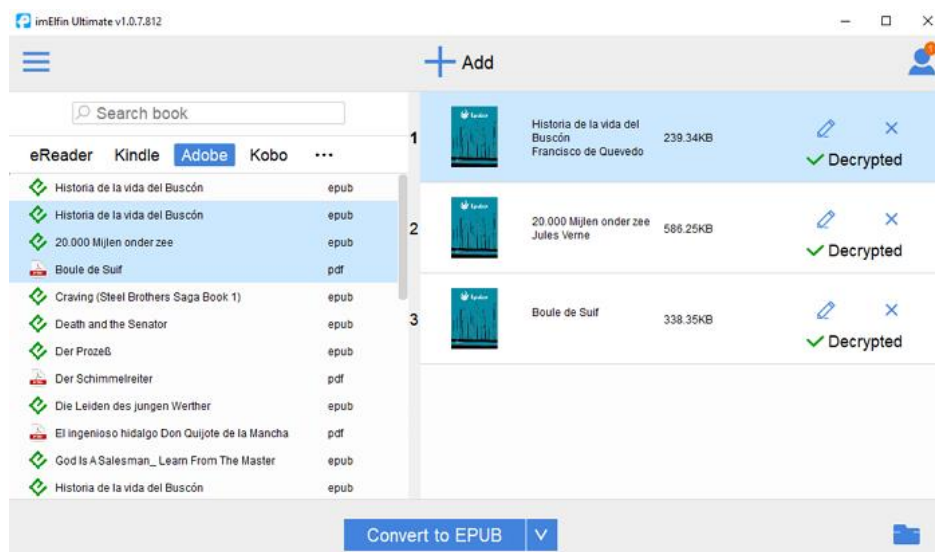 imElfin Ultimate v1.0.7.812
Add
1
Search book
eReader Kindle Adobe Kobo ...
Historia de la vida del Buscón epub
Historia de la vida del Buscón epub
20.000 Mijlen onder zee epub
Boule de Suif pdf
Craving (Steel Brothers Saga Book 1) epub
Death and the Senator epub
Der Prozeß epub
Der Schimmelreiter pdf
Die Leiden des jungen Werther epub
El ingenioso hidalgo Don Quijote de la Mancha pdf
God Is A Salesman_ Learn From The Master epub
Historia de la vida del Buscón epub
1
Historia de la vida del
Buscón
Francisco de Quevedo
239.34KB
Decrypted
2
20.000 Mijlen onder zee
Jules Verne
586.25KB
Decrypted
3
Boule de Suif
338.35KB
Decrypted
Convert to EPUB V